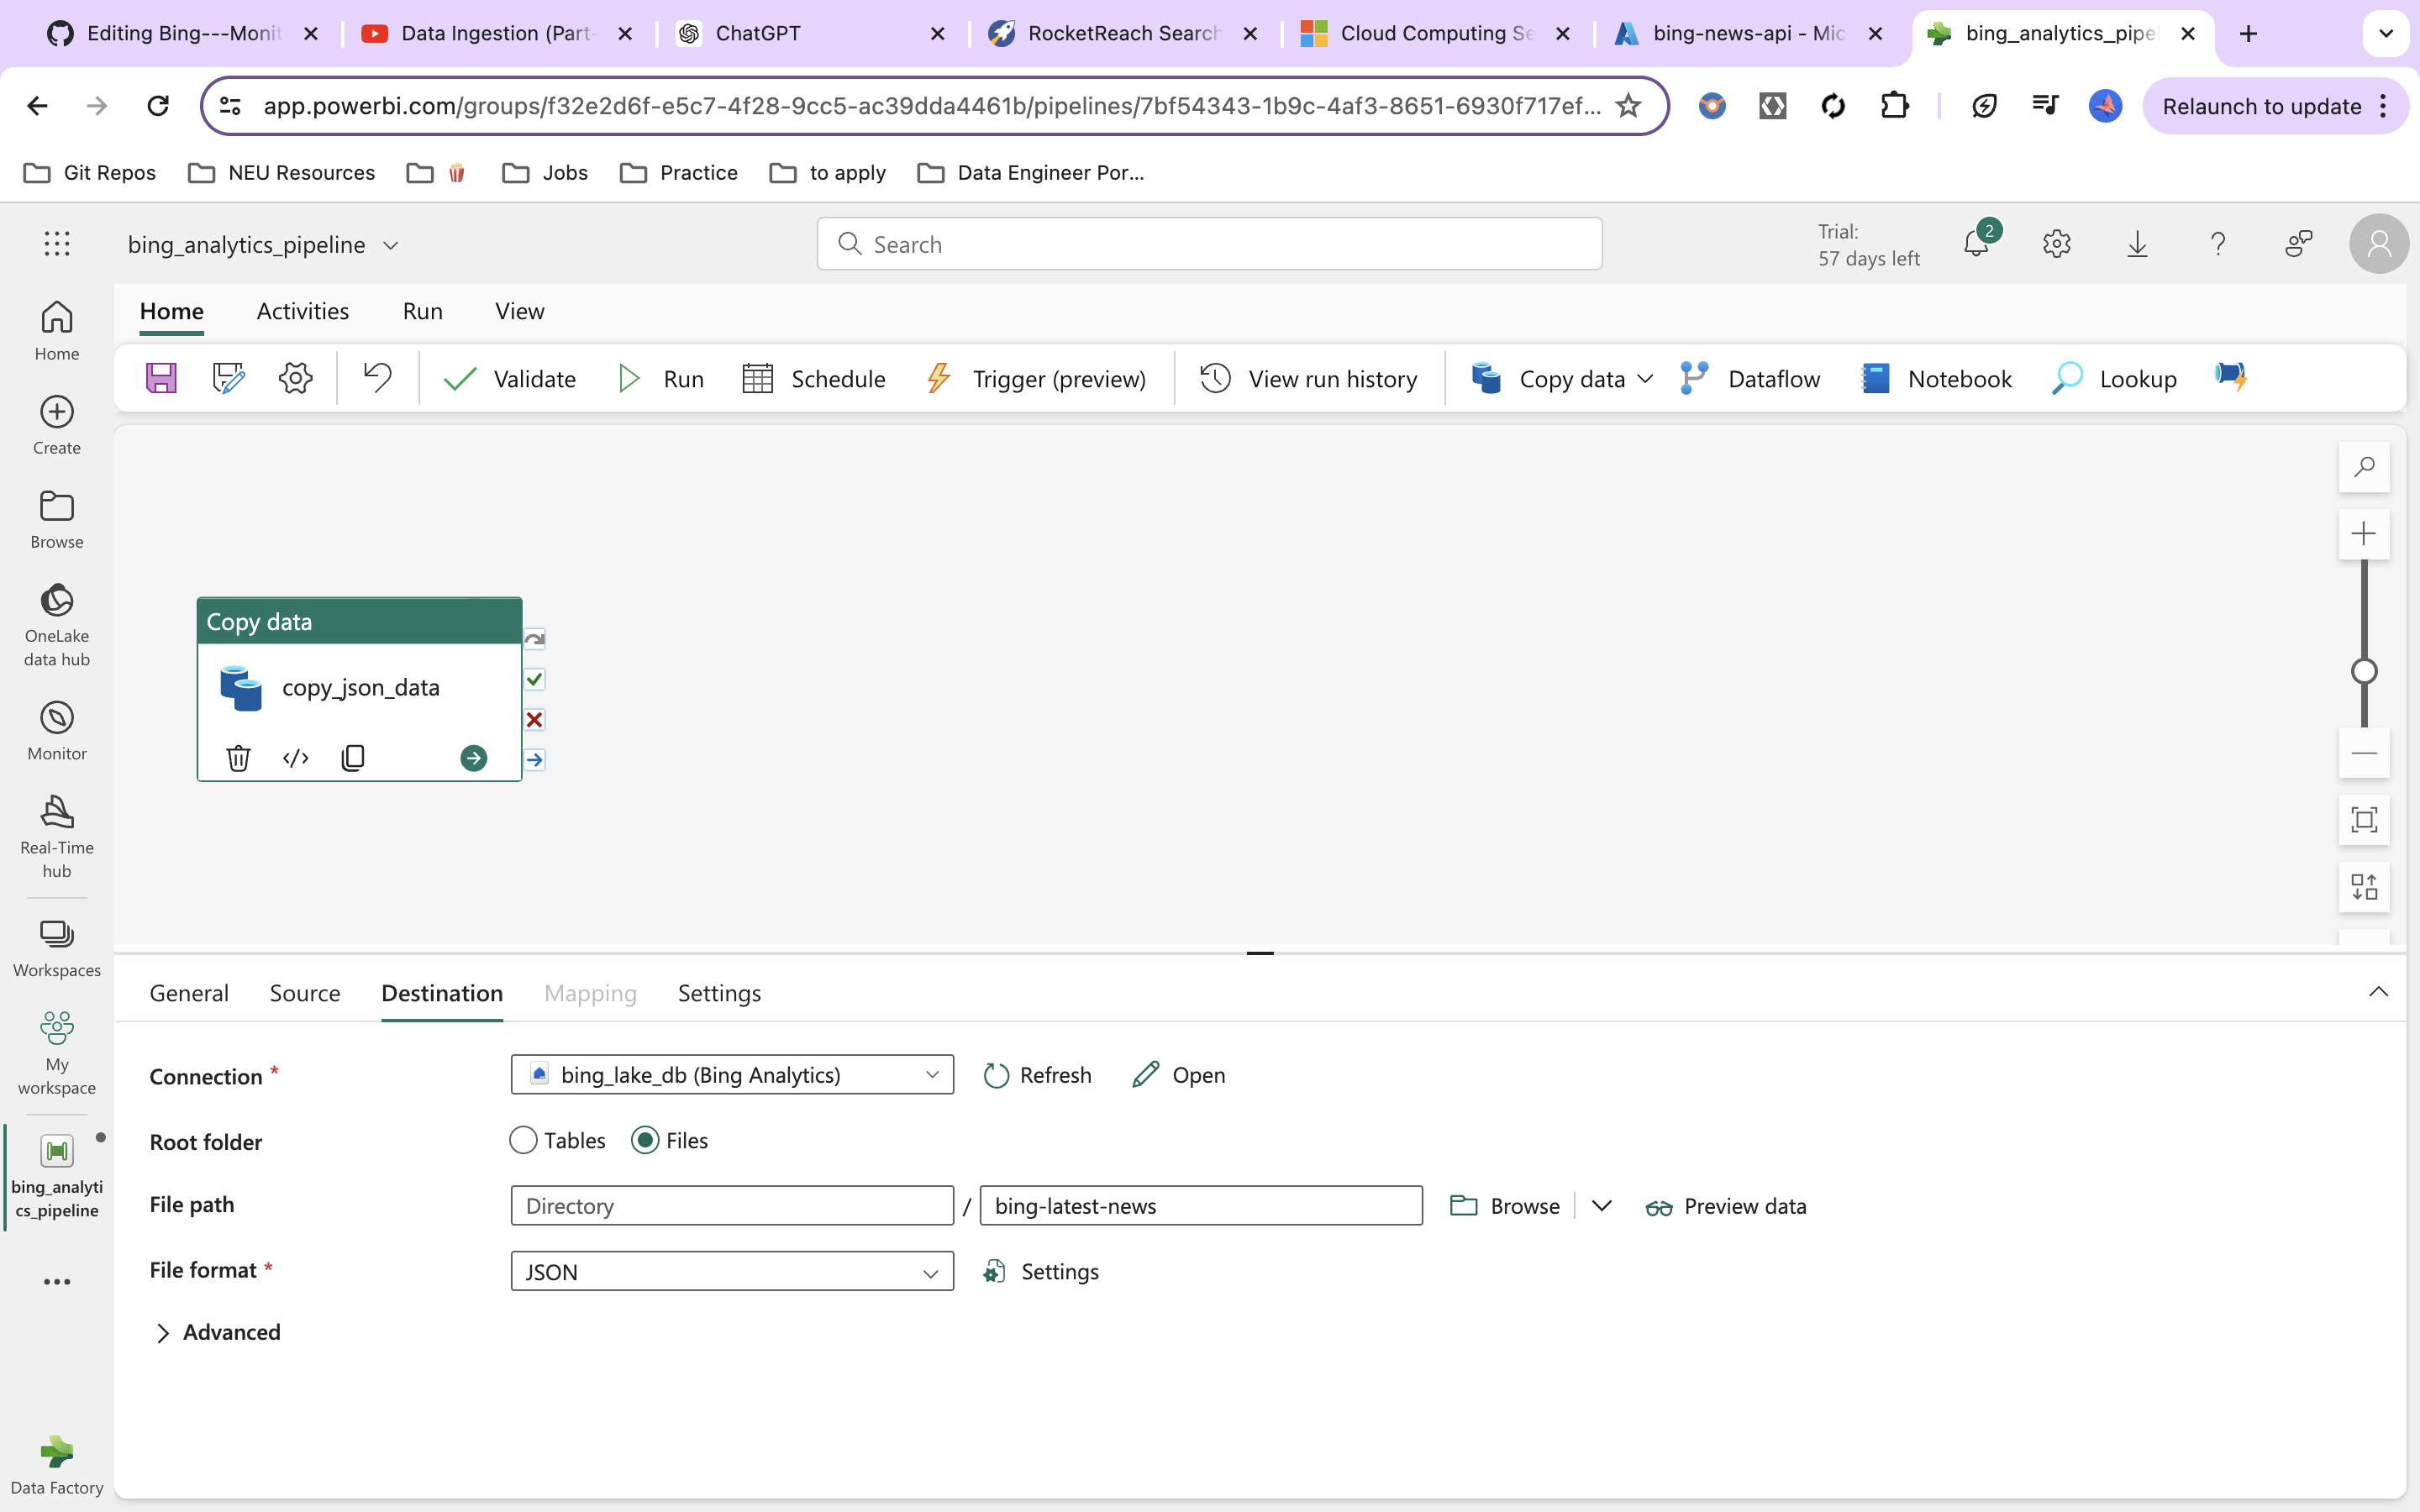 Editing Bing---Monit
Data Ingestion (Part-
ChatGPT
RocketReach Search
Cloud Computing Se
bing-news-api - Mic
bing_analytics_pipel
app.powerbi.com/groups/f32e2d6f-e5c7-4f28-9cc5-ac39dda4461b/pipelines/7bf54343-1b9c-4af3-8651-6930f717ef...
Relaunch to update
Git Repos
NEU Resources
Jobs
Practice
to apply
Data Engineer Por...
bing_analytics_pipeline
Search
Trial:
57 days left
2
Home
Activities
Run
View
Validate
Run
Schedule
Trigger (preview)
View run history
Copy data
Dataflow
Notebook
Lookup
Home
Create
Browse
OneLake
data hub
Monitor
Real-Time
hub
Workspaces
My
workspace
bing_analyti
cs_pipeline
Data Factory
Copy data
copy_json_data
General
Source
Destination
Mapping
Settings
Connection *
bing_lake_db (Bing Analytics)
Refresh
Open
Root folder
Tables
Files
File path
Directory
/
bing-latest-news
Browse
Preview data
File format *
JSON
Settings
Advanced